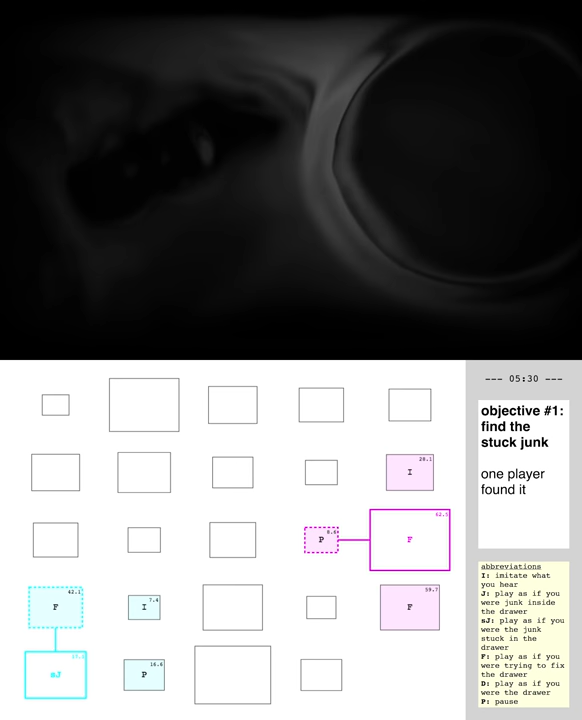 --- 05:30 ---
objective #1:
find the
stuck junk
one player
found it
28.1
I
8.6
P
62.5
F
42.1
F
7.4
I
59.7
F
sJ
16.6
P
abbreviations
I: imitate what
you hear
J: play as if you
were junk inside
the drawer
sJ: play as if you
were the junk
stuck in the
drawer
F: play as if you
were trying to fix
the drawer
D: play as if you
were the drawer
P: pause